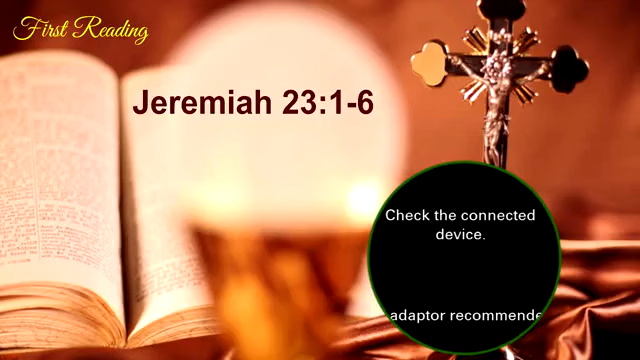 First Reading
Jeremiah 23:1-6
Check the connected
device.
adaptor recommende